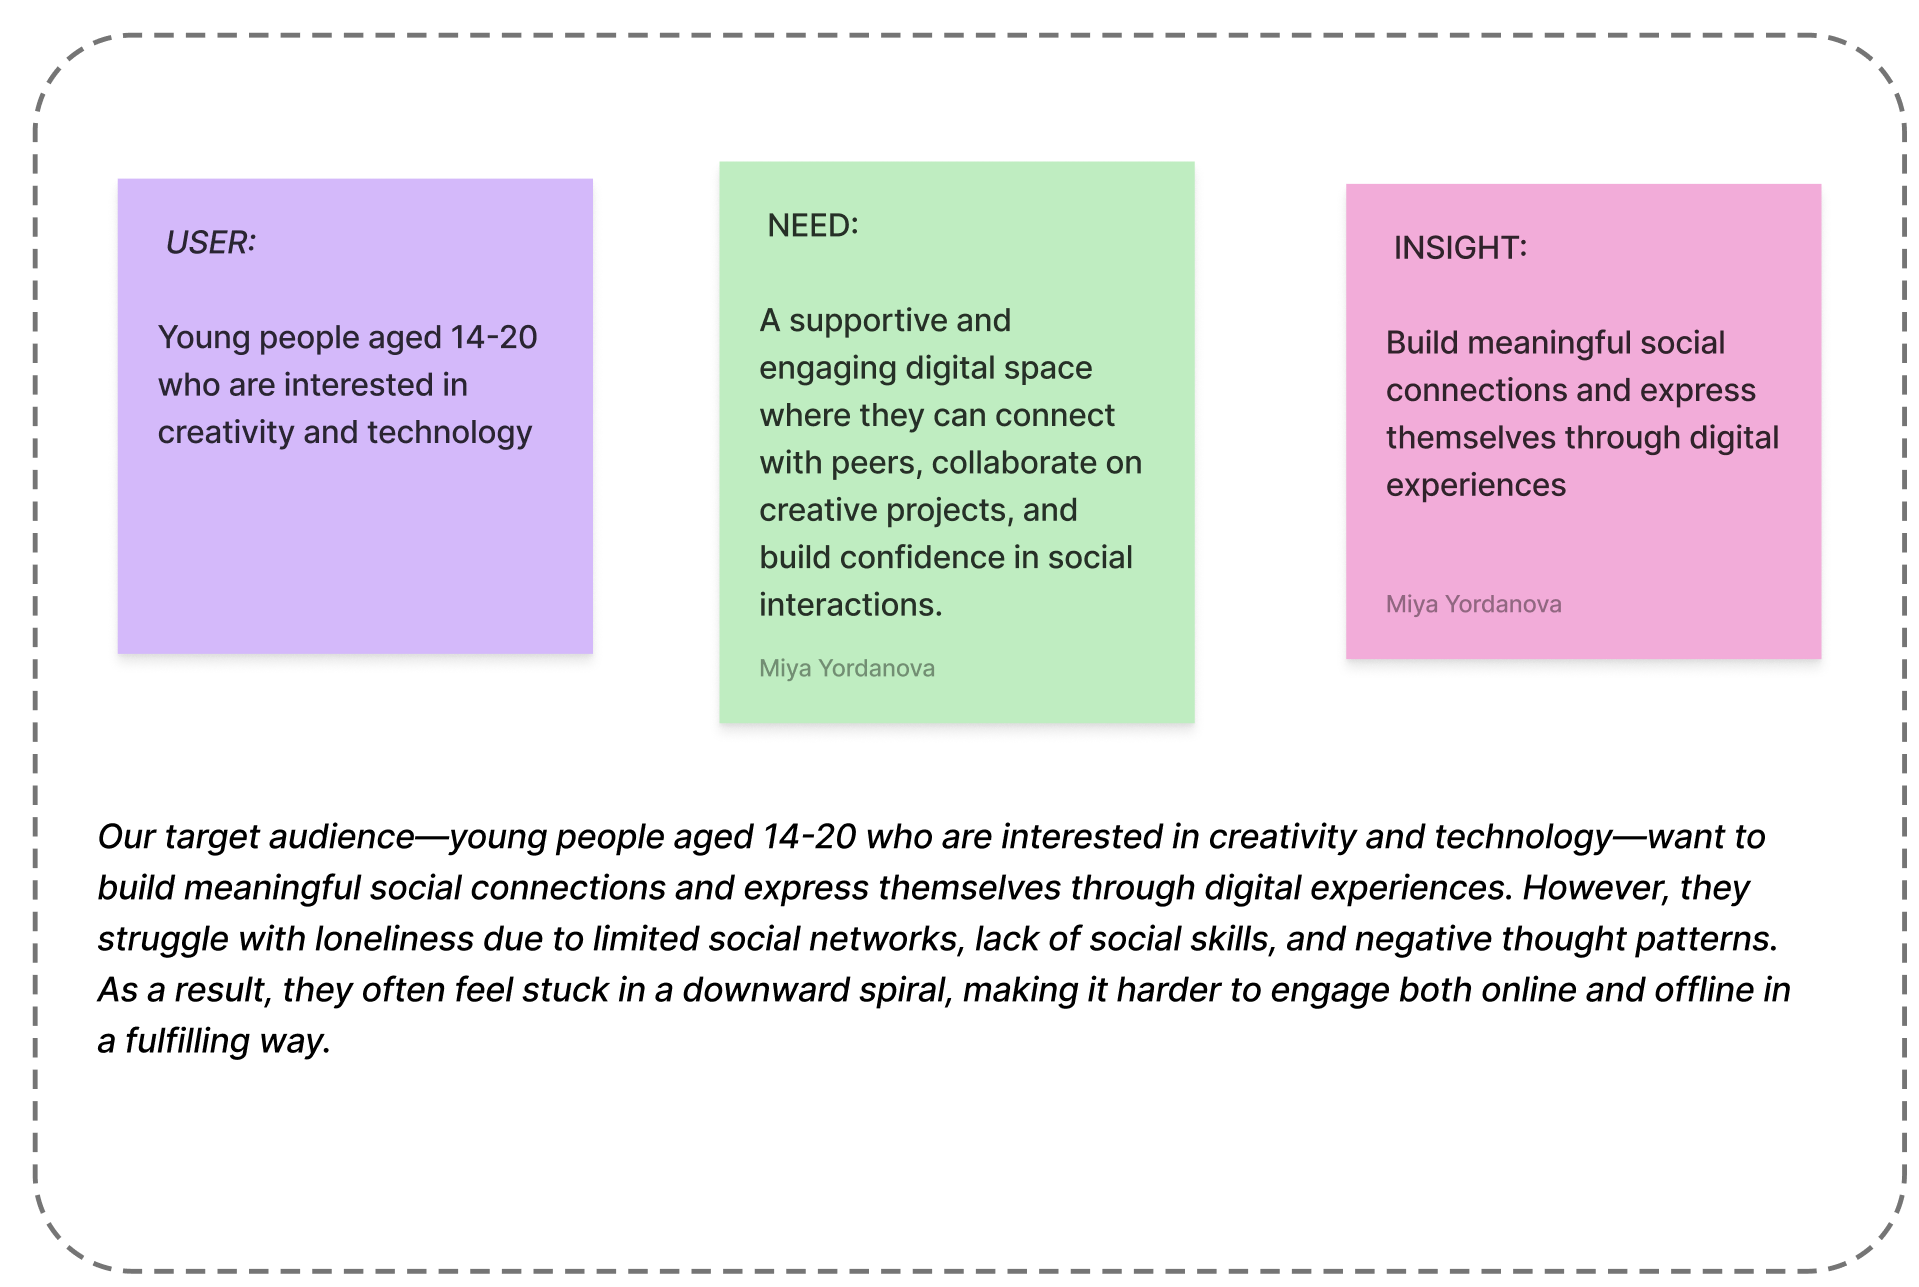 USER:
Young people aged 14-20
who are interested in
creativity and technology
NEED:
A supportive and
engaging digital space
where they can connect
with peers, collaborate on
creative projects, and
build confidence in social
interactions.
Miya Yordanova
INSIGHT:
Build meaningful social
connections and express
themselves through digital
experiences
Miya Yordanova
Our target audience—young people aged 14-20 who are interested in creativity and technology—want to
build meaningful social connections and express themselves through digital experiences. However, they
struggle with loneliness due to limited social networks, lack of social skills, and negative thought patterns.
As a result, they often feel stuck in a downward spiral, making it harder to engage both online and offline in
a fulfilling way.